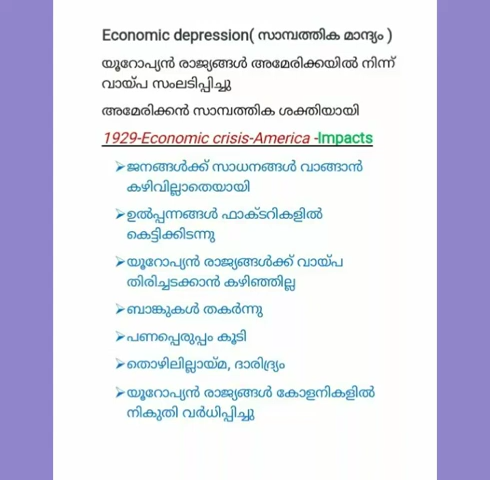 Economic depression( സാമ്പത്തിക മാന്ദ്യം )
യൂറോപ്യൻ രാജ്യങ്ങൾ അമേരിക്കയിൽ നിന്ന്
വായ്പ സംലടിപ്പിച്ചു
അമേരിക്കൻ സാമ്പത്തിക ശക്തിയായി
1929-Economic crisis-America -Impacts
➢ജനങ്ങൾക്ക് സാധനങ്ങൾ വാങ്ങാൻ
കഴിവില്ലാതെയായി
➢ഉൽപ്പന്നങ്ങൾ ഫാക്ടറികളിൽ
കെട്ടിക്കിടന്നു
➢യൂറോപ്യൻ രാജ്യങ്ങൾക്ക് വായ്പ
തിരിച്ചടക്കാൻ കഴിഞ്ഞില്ല
➢ബാങ്കുകൾ തകർന്നു
➢പണപ്പെരുപ്പം കൂടി
➢തൊഴിലില്ലായ്മ, ദാരിദ്ര്യം
➢യൂറോപ്യൻ രാജ്യങ്ങൾ കോളനികളിൽ
നികുതി വർധിപ്പിച്ചു